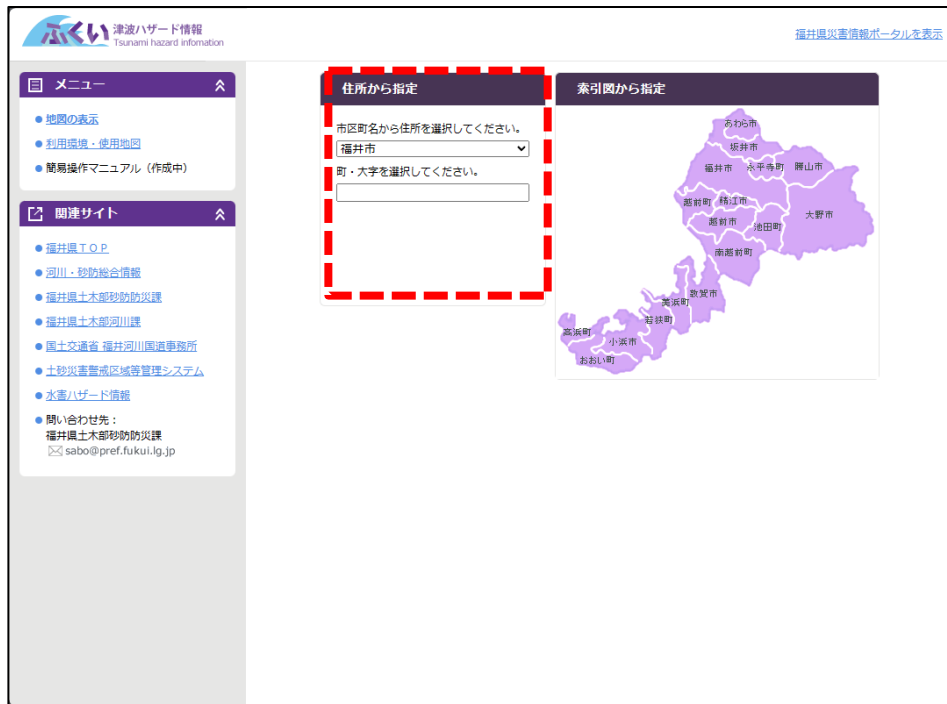 ふくい 津波ハザード情報
Tsunami hazard infomation
福井県災害情報ポータルを表示
メニュー
地図の表示
利用環境・使用地図
簡易操作マニュアル（作成中）
関連サイト
福井県ＴＯＰ
河川・砂防総合情報
福井県土木部砂防防災課
福井県土木部河川課
国土交通省 福井河川国道事務所
土砂災害警戒区域等管理システム
水害ハザード情報
問い合わせ先：
福井県土木部砂防防災課
sabo@pref.fukui.lg.jp
住所から指定
市区町名から住所を選択してください。
福井市
町・大字を選択してください。
索引図から指定
あわら市
坂井市
福井市 永平寺町 勝山市
越前町 鯖江市
大野市
越前市 池田町
南越前町
敦賀市
美浜町
若狭町
高浜町
小浜市
おおい町